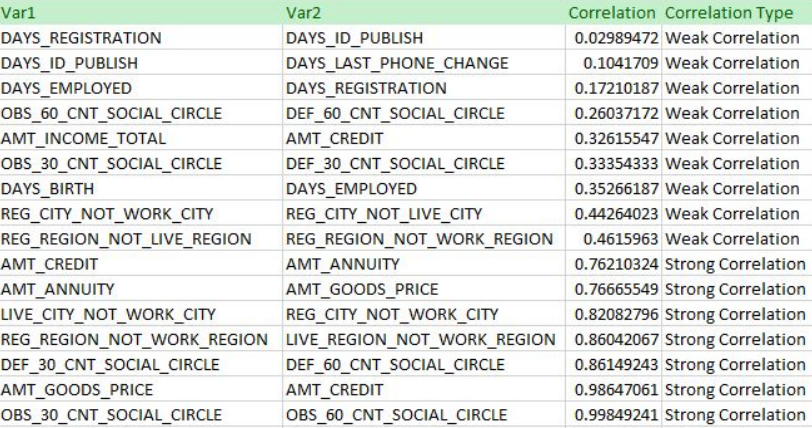 Var1 Var2 Correlation Correlation Type
DAYS_REGISTRATION DAYS_ID_PUBLISH 0.02989472 Weak Correlation
DAYS_ID_PUBLISH DAYS_LAST_PHONE_CHANGE 0.1041709 Weak Correlation
DAYS_EMPLOYED DAYS_REGISTRATION 0.17210187 Weak Correlation
OBS_60_CNT_SOCIAL_CIRCLE DEF_60_CNT_SOCIAL_CIRCLE 0.26037172 Weak Correlation
AMT_INCOME_TOTAL AMT_CREDIT 0.32615547 Weak Correlation
OBS_30_CNT_SOCIAL_CIRCLE DEF_30_CNT_SOCIAL_CIRCLE 0.33354333 Weak Correlation
DAYS_BIRTH DAYS_EMPLOYED 0.35266187 Weak Correlation
REG_CITY_NOT_WORK_CITY REG_CITY_NOT_LIVE_CITY 0.44264023 Weak Correlation
REG_REGION_NOT_LIVE_REGION REG_REGION_NOT_WORK_REGION 0.4615963 Weak Correlation
AMT_CREDIT AMT_ANNUITY 0.76210324 Strong Correlation
AMT_ANNUITY AMT_GOODS_PRICE 0.76665549 Strong Correlation
LIVE_CITY_NOT_WORK_CITY REG_CITY_NOT_WORK_CITY 0.82082796 Strong Correlation
REG_REGION_NOT_WORK_REGION LIVE_REGION_NOT_WORK_REGION 0.86042067 Strong Correlation
DEF_30_CNT_SOCIAL_CIRCLE DEF_60_CNT_SOCIAL_CIRCLE 0.86149243 Strong Correlation
AMT_GOODS_PRICE AMT_CREDIT 0.98647061 Strong Correlation
OBS_30_CNT_SOCIAL_CIRCLE OBS_60_CNT_SOCIAL_CIRCLE 0.99849241 Strong Correlation